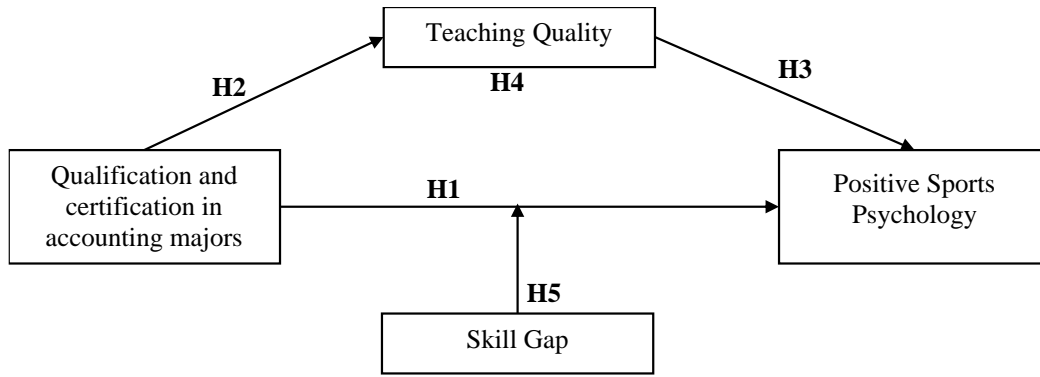 Teaching Quality
H2
H4
H3
Qualification and
certification in
accounting majors
H1
Positive Sports
Psychology
H5
Skill Gap